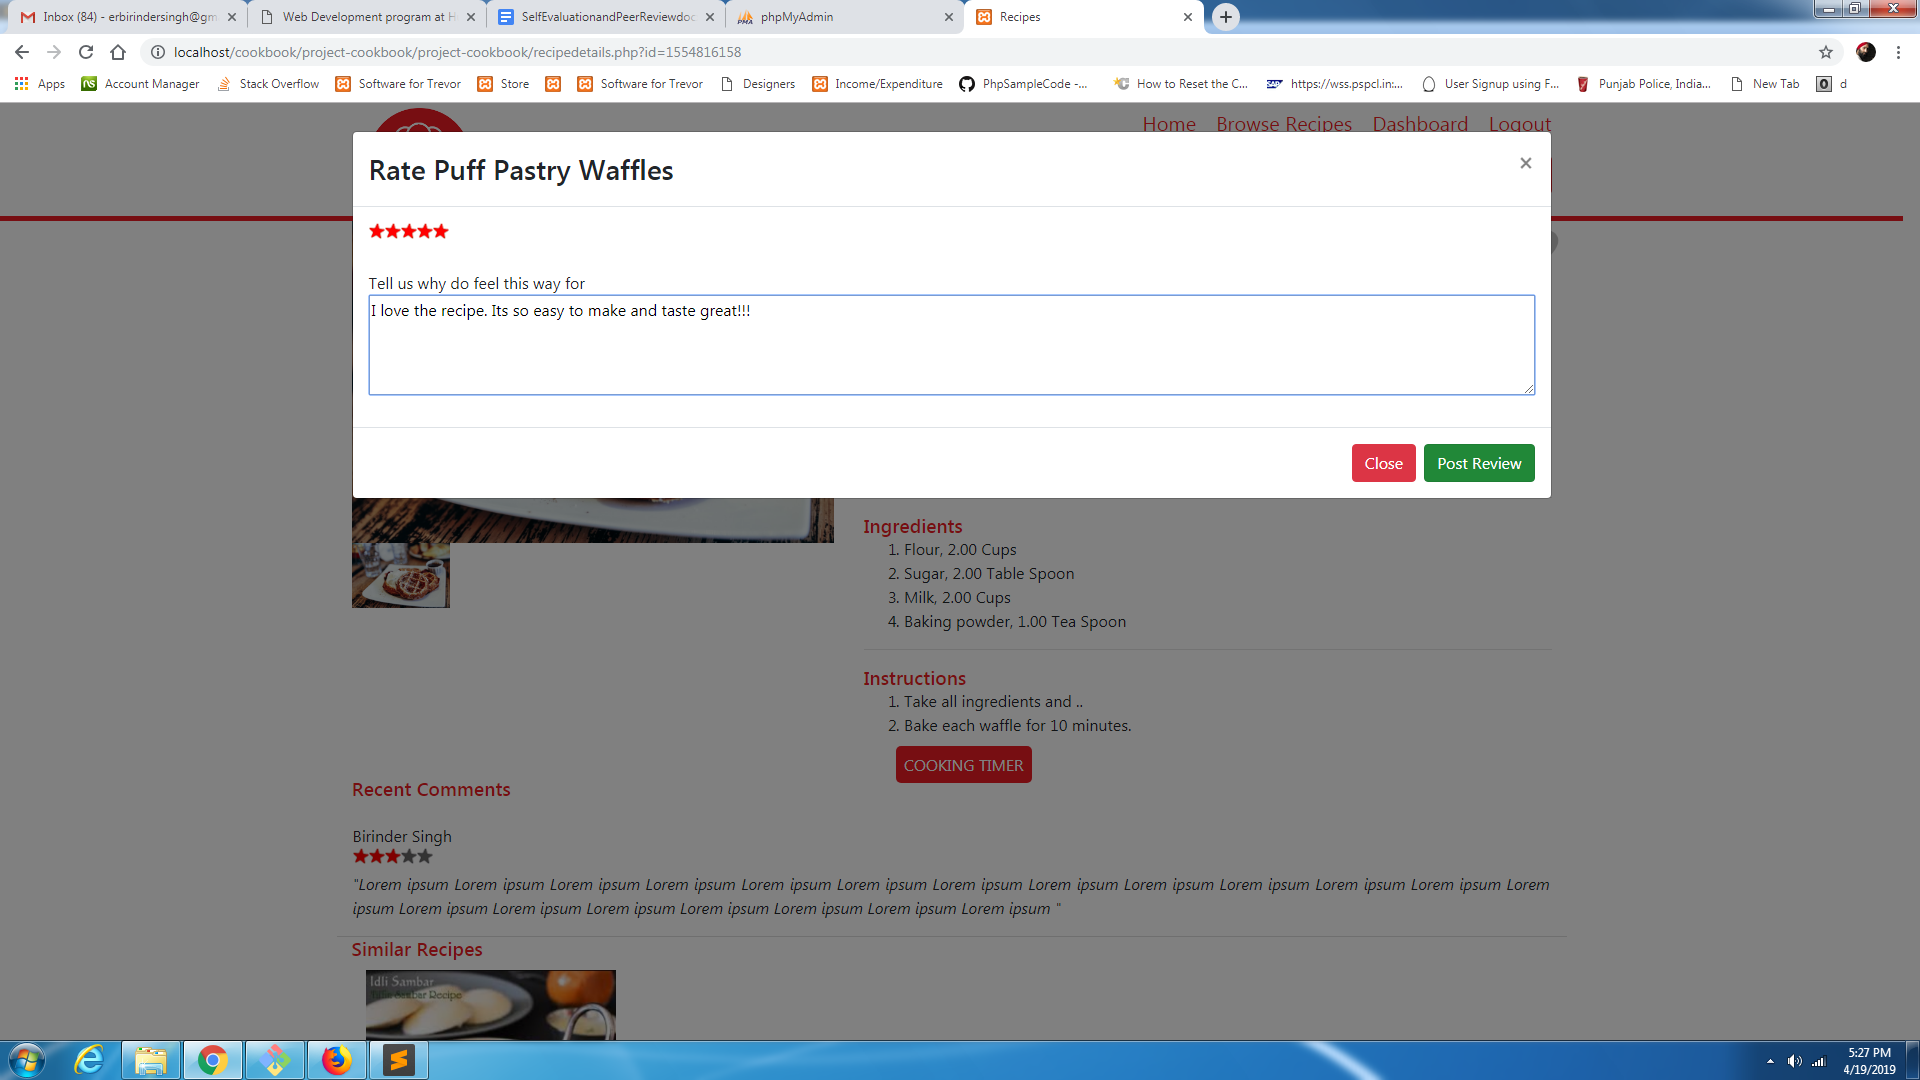 Inbox (84) - erbirindersingh@gm
Web Development program at H
SelfEvaluationandPeerReviewdoc
phpMyAdmin
Recipes
localhost/cookbook/project-cookbook/project-cookbook/recipedetails.php?id=1554816158
Apps
Account Manager
Stack Overflow
Software for Trevor
Store
Software for Trevor
Designers
Income/Expenditure
PhpSampleCode -...
How to Reset the C...
https://wss.pspcl.in:...
User Signup using F...
Punjab Police, India...
New Tab
d
Home Browse Recipes Dashboard Logout
Rate Puff Pastry Waffles
×
Tell us why do feel this way for
I love the recipe. Its so easy to make and taste great!!!
Close
Post Review
Ingredients
1. Flour, 2.00 Cups
2. Sugar, 2.00 Table Spoon
3. Milk, 2.00 Cups
4. Baking powder, 1.00 Tea Spoon
Instructions
1. Take all ingredients and ..
2. Bake each waffle for 10 minutes.
COOKING TIMER
Recent Comments
Birinder Singh
"Lorem ipsum Lorem ipsum Lorem ipsum Lorem ipsum Lorem ipsum Lorem ipsum Lorem ipsum Lorem ipsum Lorem ipsum Lorem ipsum Lorem ipsum Lorem ipsum Lorem
ipsum Lorem ipsum Lorem ipsum Lorem ipsum Lorem ipsum Lorem ipsum Lorem ipsum Lorem ipsum "
Similar Recipes
Idli Sambar
Sambar Recipe
5:27 PM
4/19/2019